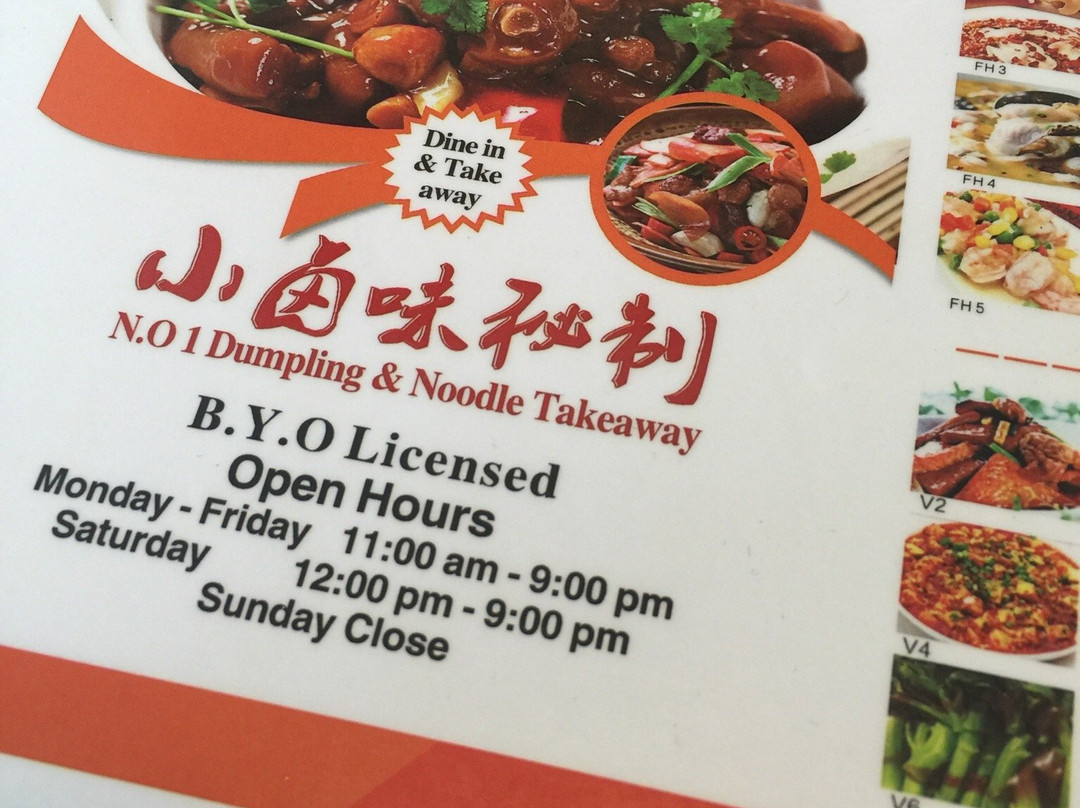 Dine in
& Take
away
小卤味秘制
N.O 1 Dumpling & Noodle Takeaway
B.Y.O Licensed
Open Hours
Monday - Friday 11:00 am - 9:00 pm
Saturday 12:00 pm - 9:00 pm
Sunday Close
FH 3
FH 4
FH 5
V2
V4
V6